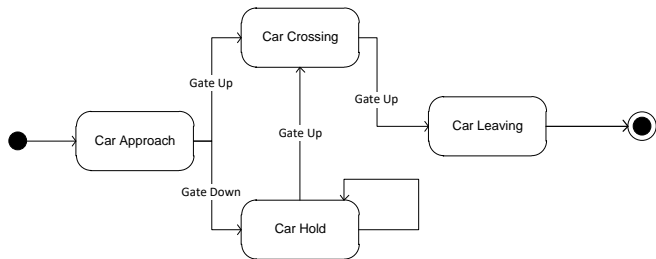 Car Crossing
Gate Up
Gate Up
Car Approach
Gate Up
Car Leaving
Gate Down
Car Hold